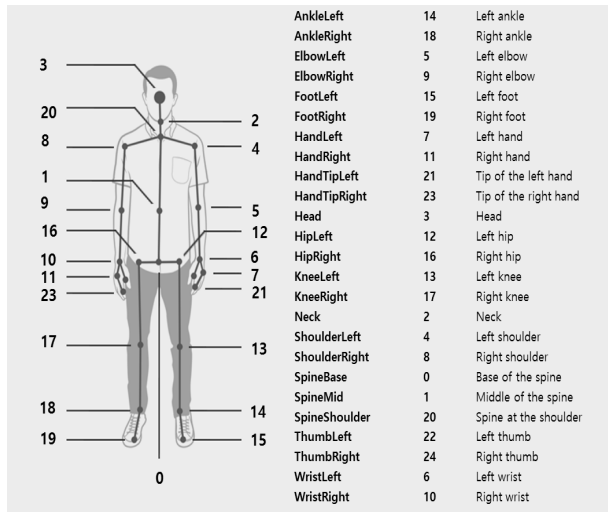 3
20
2
8
4
1
9
5
16
12
10
6
11
7
23
21
17
13
18
14
19
15
0
AnkleLeft 14 Left ankle
AnkleRight 18 Right ankle
ElbowLeft 5 Left elbow
ElbowRight 9 Right elbow
FootLeft 15 Left foot
FootRight 19 Right foot
HandLeft 7 Left hand
HandRight 11 Right hand
HandTipLeft 21 Tip of the left hand
HandTipRight 23 Tip of the right hand
Head 3 Head
HipLeft 12 Left hip
HipRight 16 Right hip
KneeLeft 13 Left knee
KneeRight 17 Right knee
Neck 2 Neck
ShoulderLeft 4 Left shoulder
ShoulderRight 8 Right shoulder
SpineBase 0 Base of the spine
SpineMid 1 Middle of the spine
SpineShoulder 20 Spine at the shoulder
ThumbLeft 22 Left thumb
ThumbRight 24 Right thumb
WristLeft 6 Left wrist
WristRight 10 Right wrist